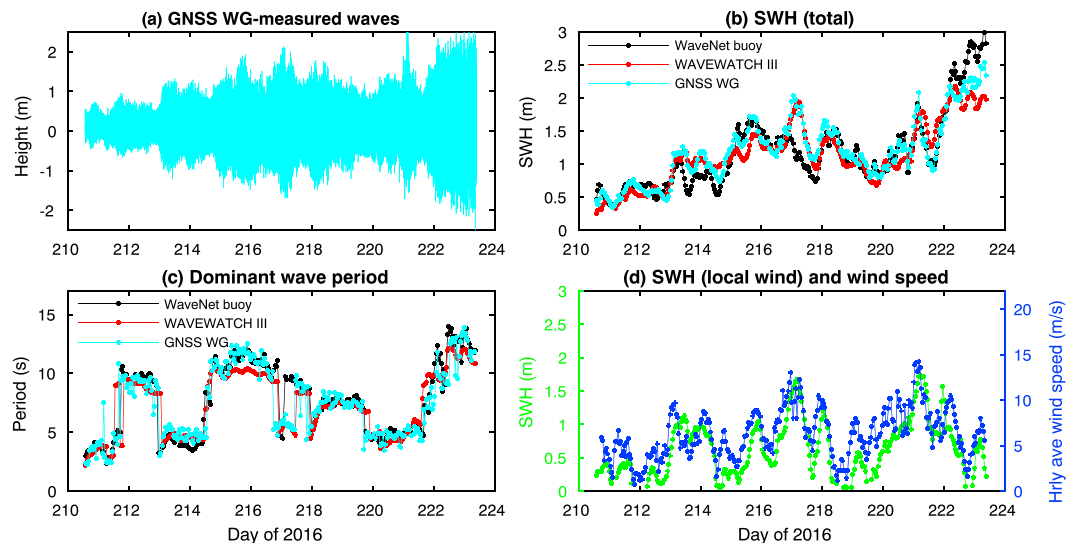 (a) GNSS WG-measured waves
Height (m)
2
1
0
-1
-2
210 212 214 216 218 220 222 224
(b) SWH (total)
WaveNet buoy
WAVEWATCH III
GNSS WG
SWH (m)
3
2.5
2
1.5
1
0.5
0
210 212 214 216 218 220 222 224
(c) Dominant wave period
WaveNet buoy
WAVEWATCH III
GNSS WG
Period (s)
15
10
5
0
210 212 214 216 218 220 222 224
Day of 2016
(d) SWH (local wind) and wind speed
SWH (m)
3
2.5
2
1.5
1
0.5
0
20
15
10
5
0
Hrly ave wind speed (m/s)
210 212 214 216 218 220 222 224
Day of 2016